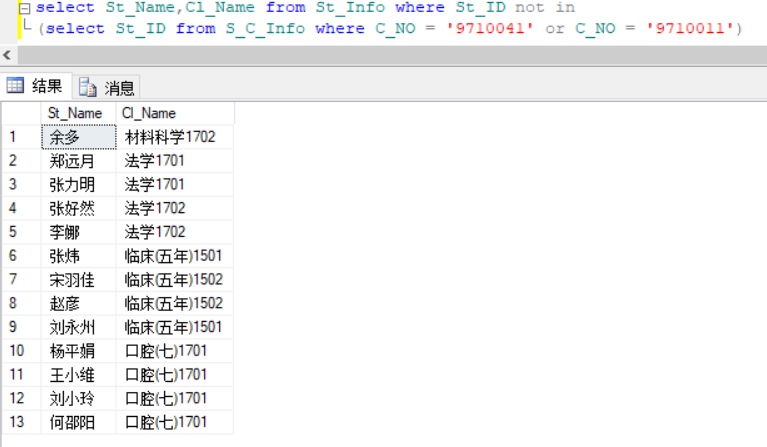 select St_Name,Cl_Name from St_Info where St_ID not in
(select St_ID from S_C_Info where C_NO = '9710041' or C_NO = '9710011')
结果 消息
St_Name Cl_Name
1 余多 材料科学1702
2 郑远月 法学1701
3 张力明 法学1701
4 张好然 法学1702
5 李娜 法学1702
6 张炜 临床(五年)1501
7 宋羽佳 临床(五年)1502
8 赵彦 临床(五年)1502
9 刘永州 临床(五年)1501
10 杨平娟 口腔(七)1701
11 王小维 口腔(七)1701
12 刘小玲 口腔(七)1701
13 何邵阳 口腔(七)1701